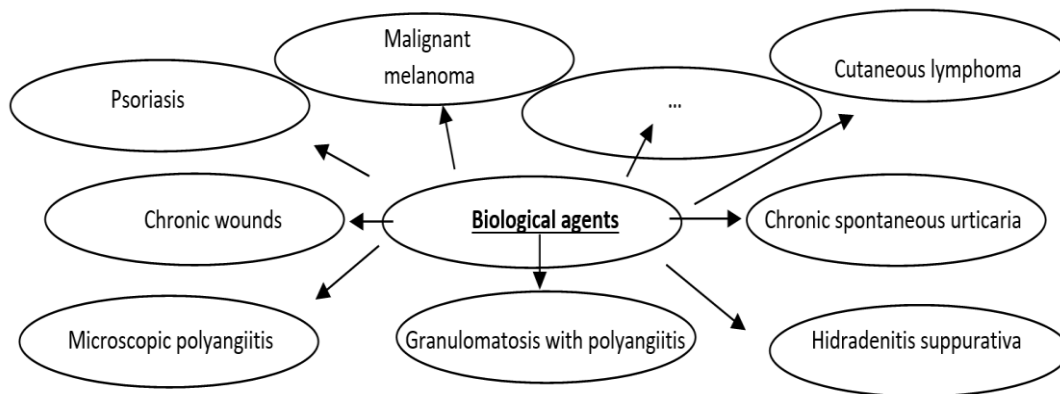 Malignant
melanoma
Cutaneous lymphoma
Psoriasis
...
Chronic wounds
Biological agents
Chronic spontaneous urticaria
Microscopic polyangiitis
Granulomatosis with polyangiitis
Hidradenitis suppurativa